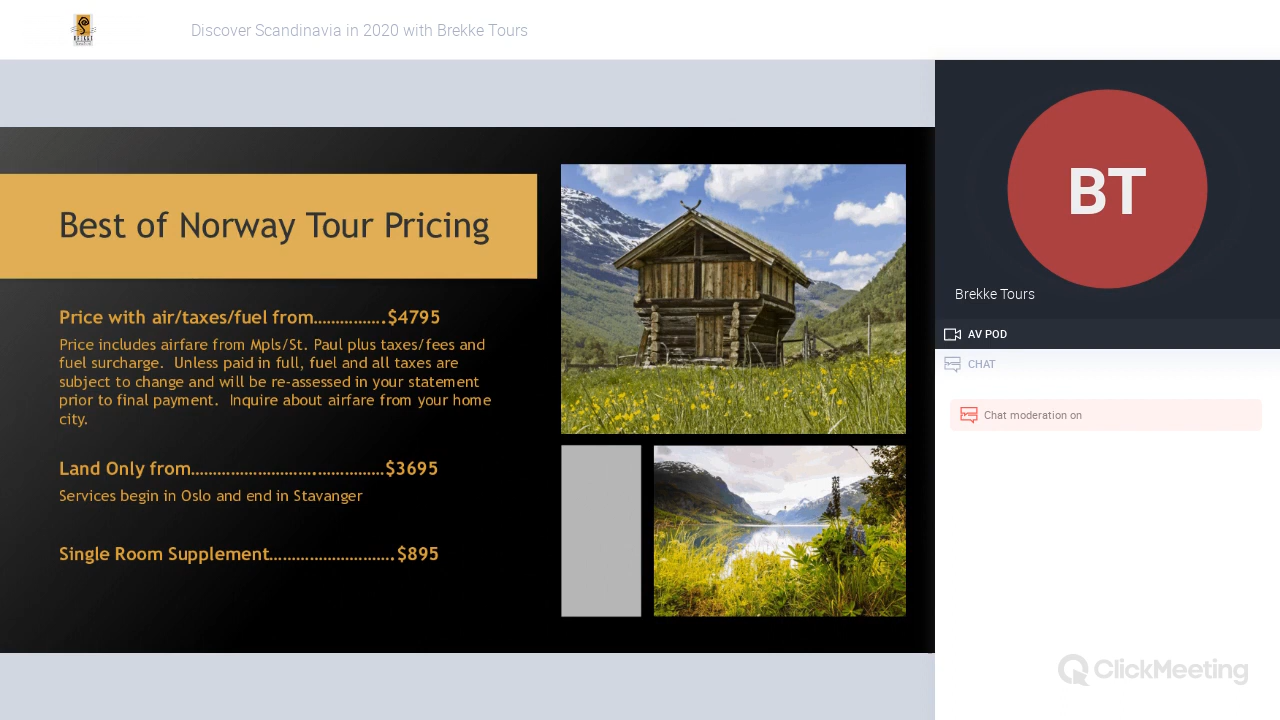 BREKKE
Discover Scandinavia in 2020 with Brekke Tours
Best of Norway Tour Pricing
Price with air/taxes/fuel from…………….$4795
Price includes airfare from Mpls/St. Paul plus taxes/fees and
fuel surcharge.  Unless paid in full, fuel and all taxes are
subject to change and will be re-assessed in your statement
prior to final payment.  Inquire about airfare from your home
city.
Land Only from……………………….……………$3695
Services begin in Oslo and end in Stavanger
Single Room Supplement……………………….$895
BT
Brekke Tours
AV POD
CHAT
Chat moderation on
ClickMeeting